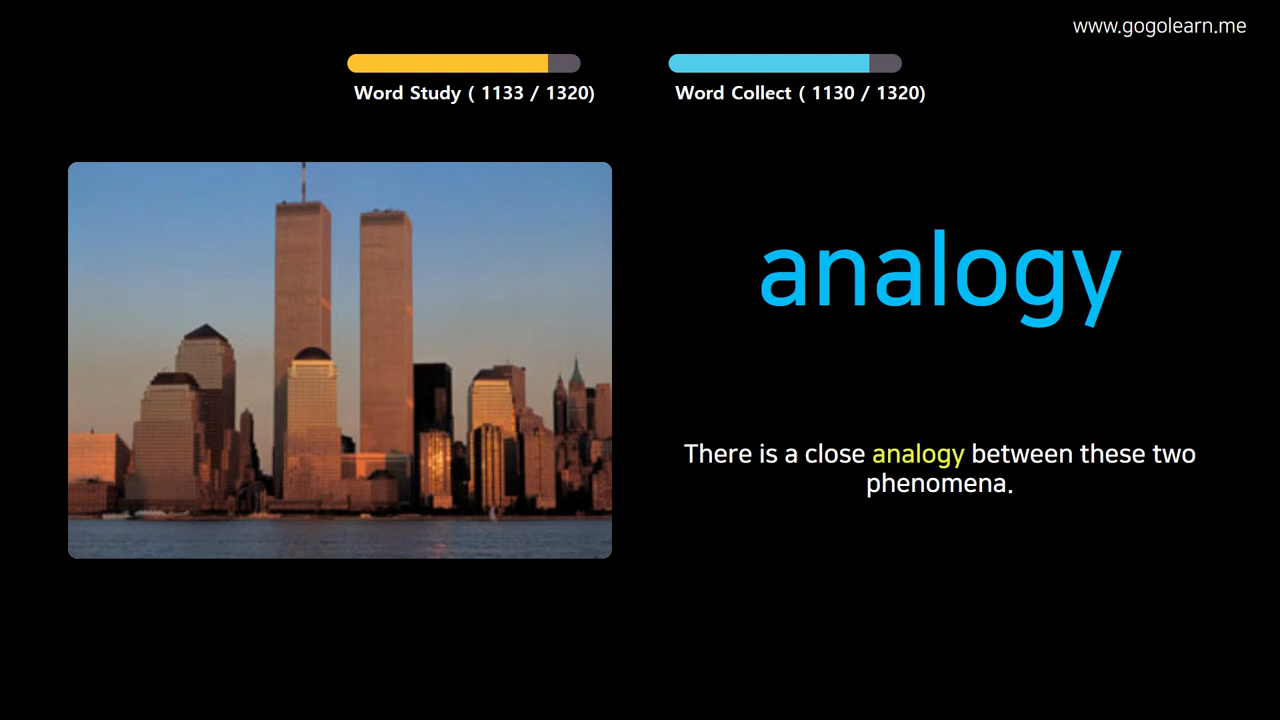 www.gogolearn.me
Word Study ( 1133 / 1320)
Word Collect ( 1130 / 1320)
analogy
There is a close analogy between these two
phenomena.